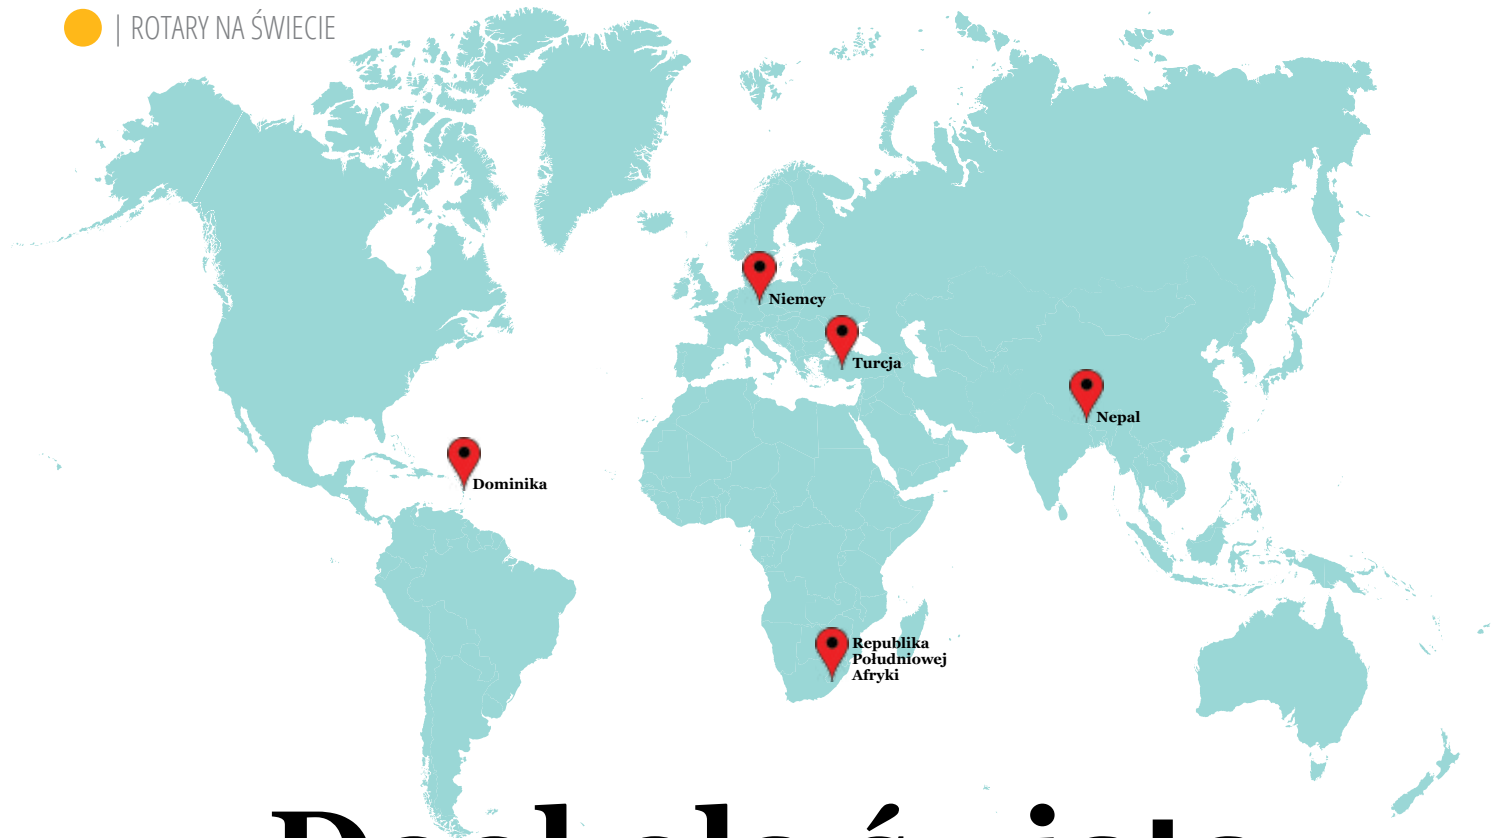 | ROTARY NA ŚWIECIE
Niemcy
Turcja
Nepal
Dominika
Republika
Południowej
Afryki